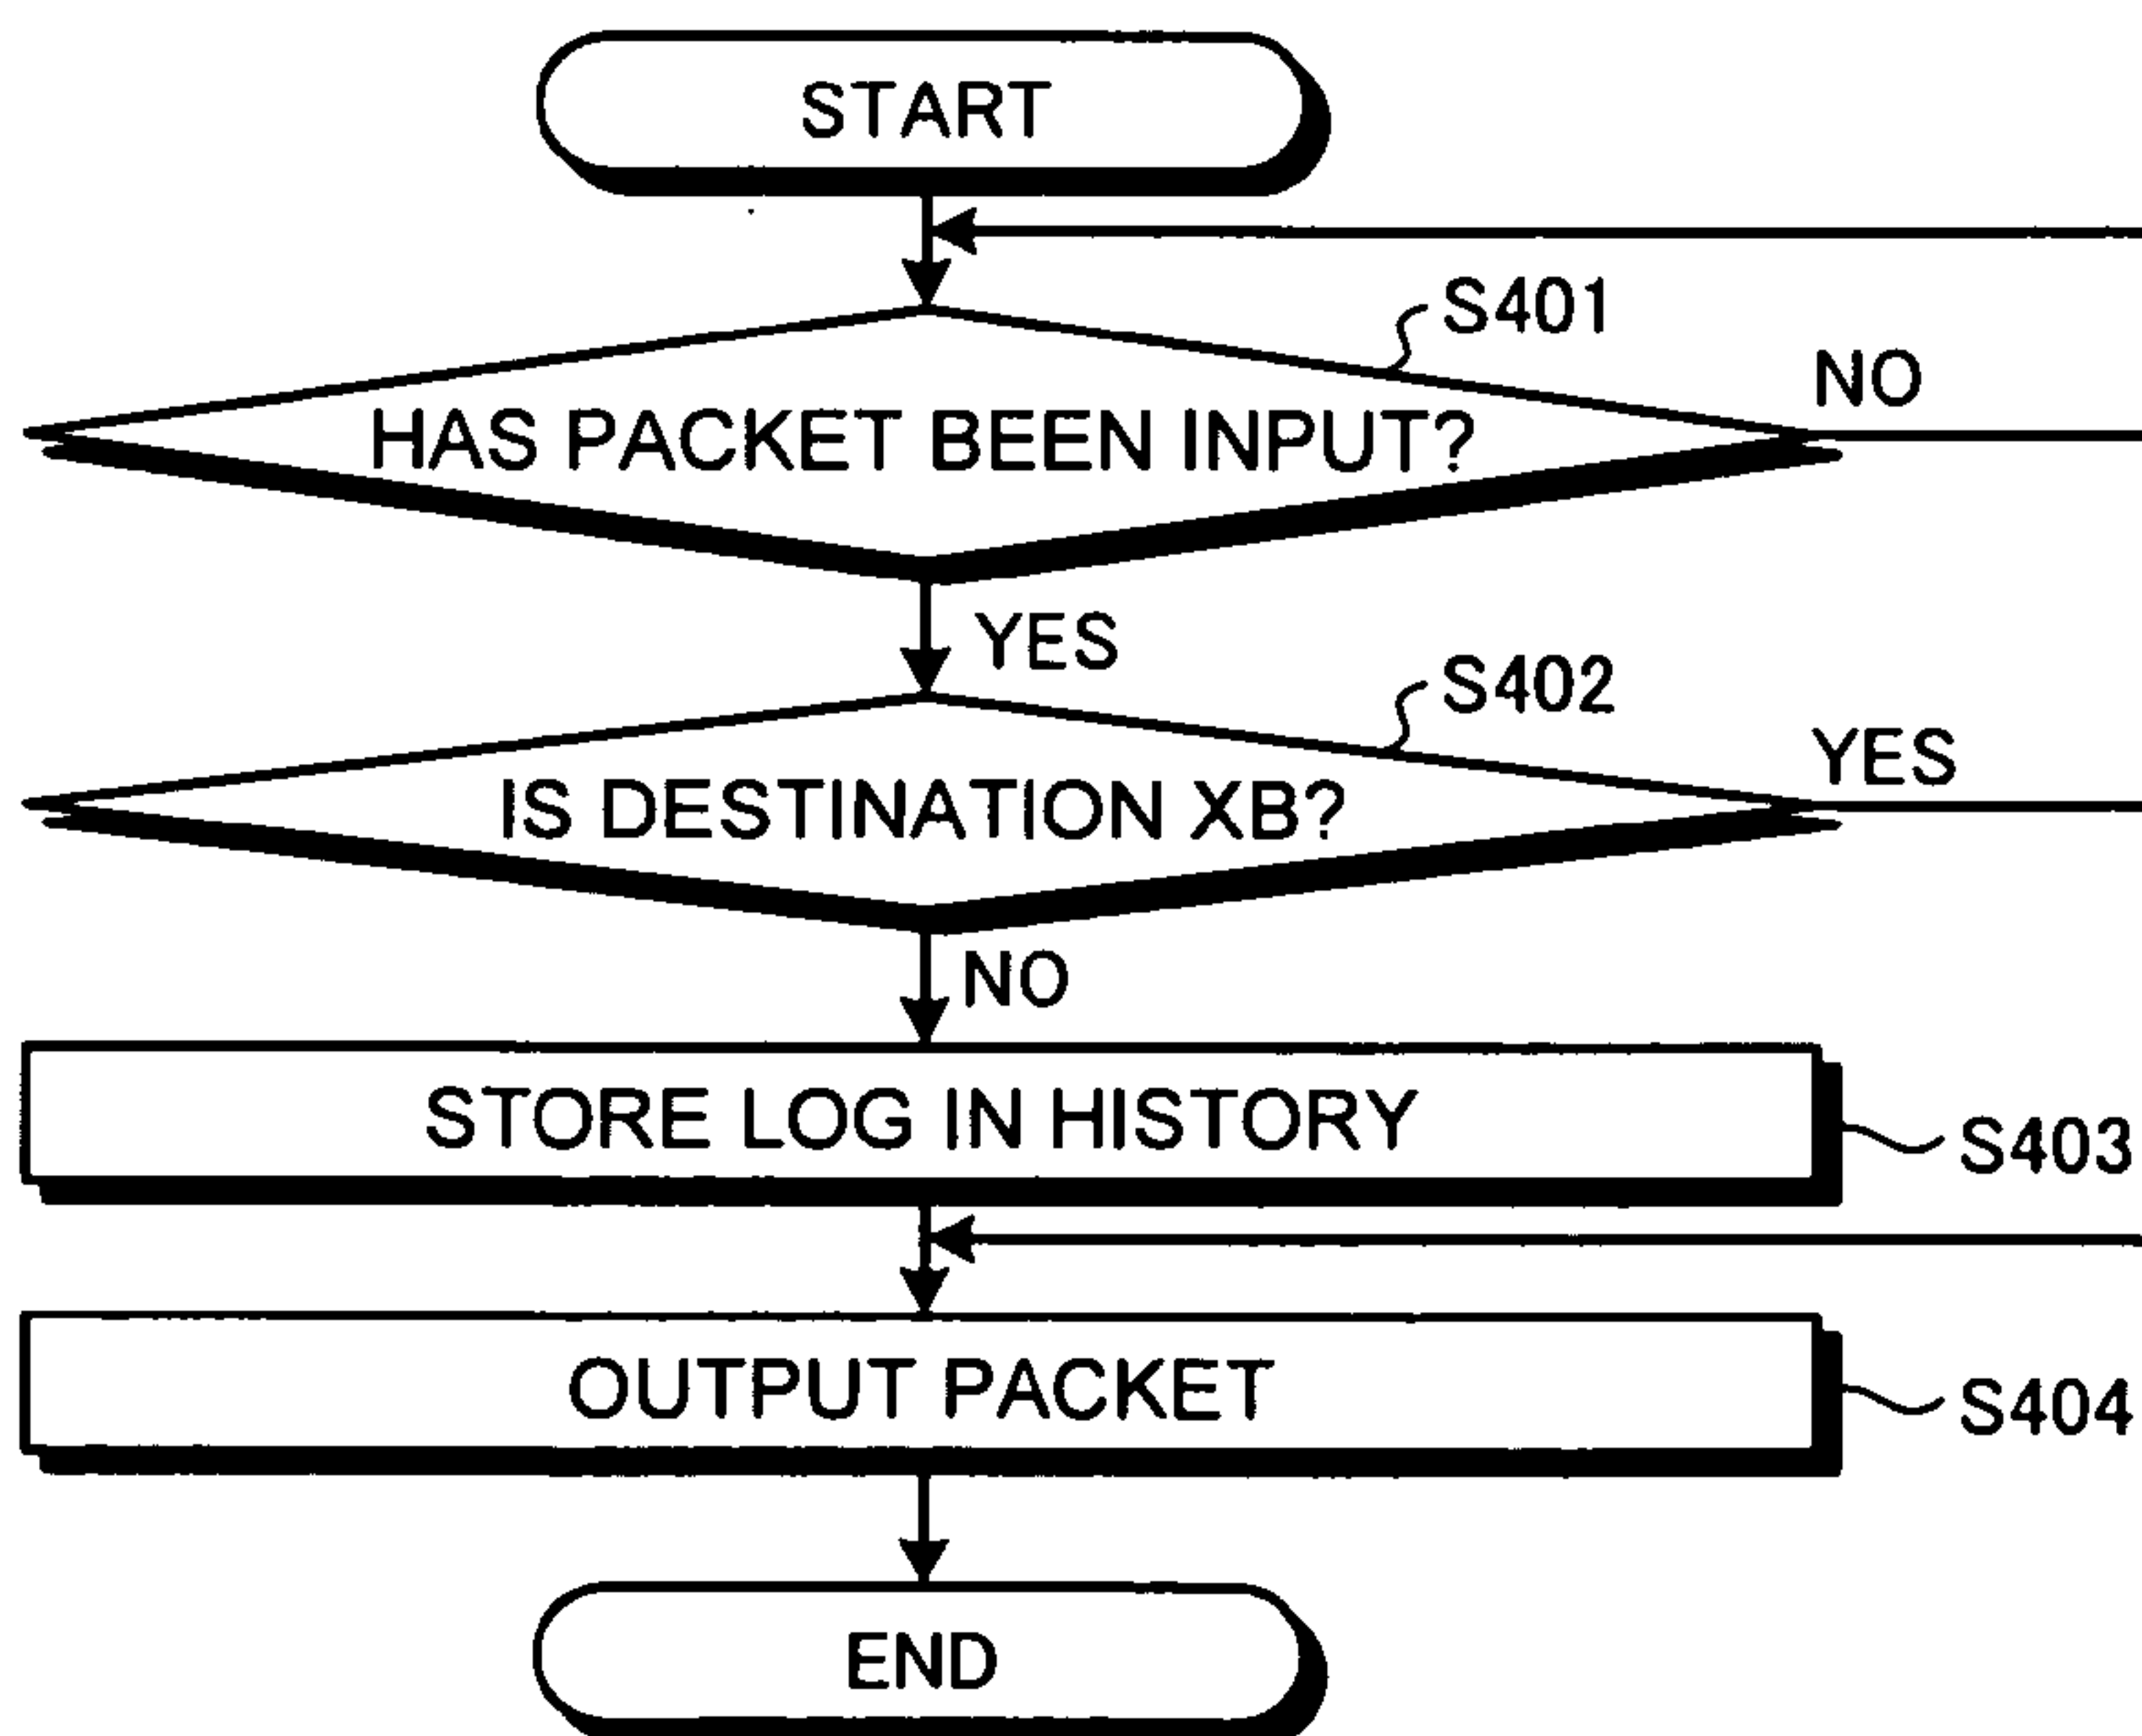 START
S401
NO
HAS PACKET BEEN INPUT?
YES
S402
YES
IS DESTINATION XB?
NO
STORE LOG IN HISTORY
S403
OUTPUT PACKET
S404
END